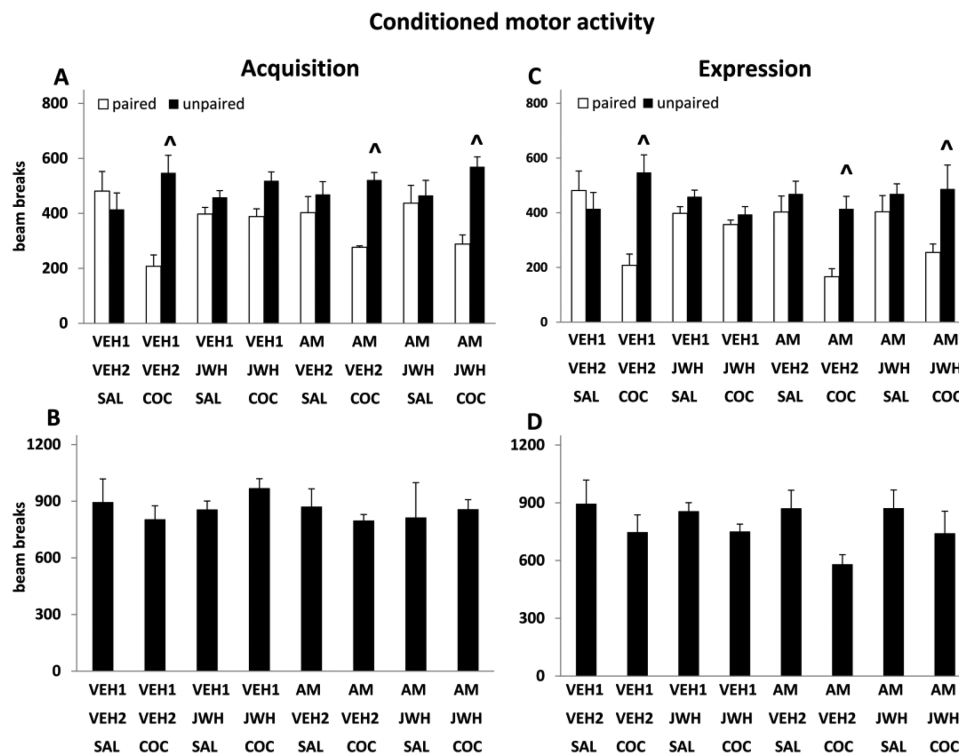 Conditioned motor activity
A
Acquisition
paired unpaired
^ ^ ^
800
600
400
200
0
beam breaks
VEH1 VEH1 VEH1 VEH1 AM AM AM AM
VEH2 VEH2 JWH JWH VEH2 VEH2 JWH JWH
SAL COC SAL COC SAL COC SAL COC
B
1200
900
600
300
0
beam breaks
VEH1 VEH1 VEH1 VEH1 AM AM AM AM
VEH2 VEH2 JWH JWH VEH2 VEH2 JWH JWH
SAL COC SAL COC SAL COC SAL COC
C
Expression
paired unpaired
^ ^ ^
800
600
400
200
0
VEH1 VEH1 VEH1 VEH1 AM AM AM AM
VEH2 VEH2 JWH JWH VEH2 VEH2 JWH JWH
SAL COC SAL COC SAL COC SAL COC
D
1200
900
600
300
0
VEH1 VEH1 VEH1 VEH1 AM AM AM AM
VEH2 VEH2 JWH JWH VEH2 VEH2 JWH JWH
SAL COC SAL COC SAL COC SAL COC